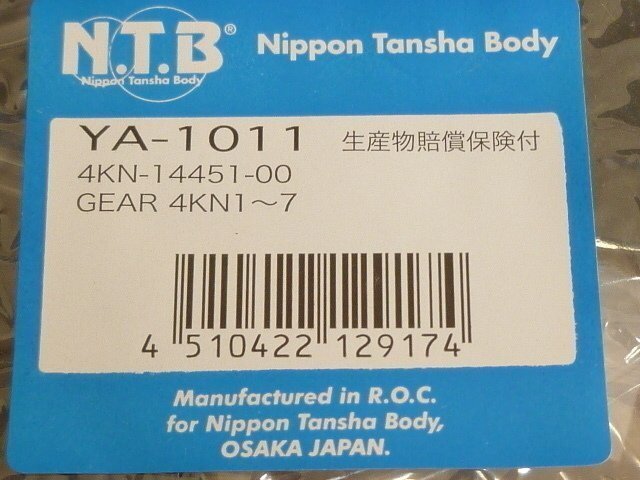 N.T.B® Nippon Tansha Body
Nippon Tansha Body
YA-1011 生産物賠償保険付
4KN-14451-00
GEAR 4KN1～7
4 510422 129174
Manufactured in R.O.C.
for Nippon Tansha Body,
OSAKA JAPAN.